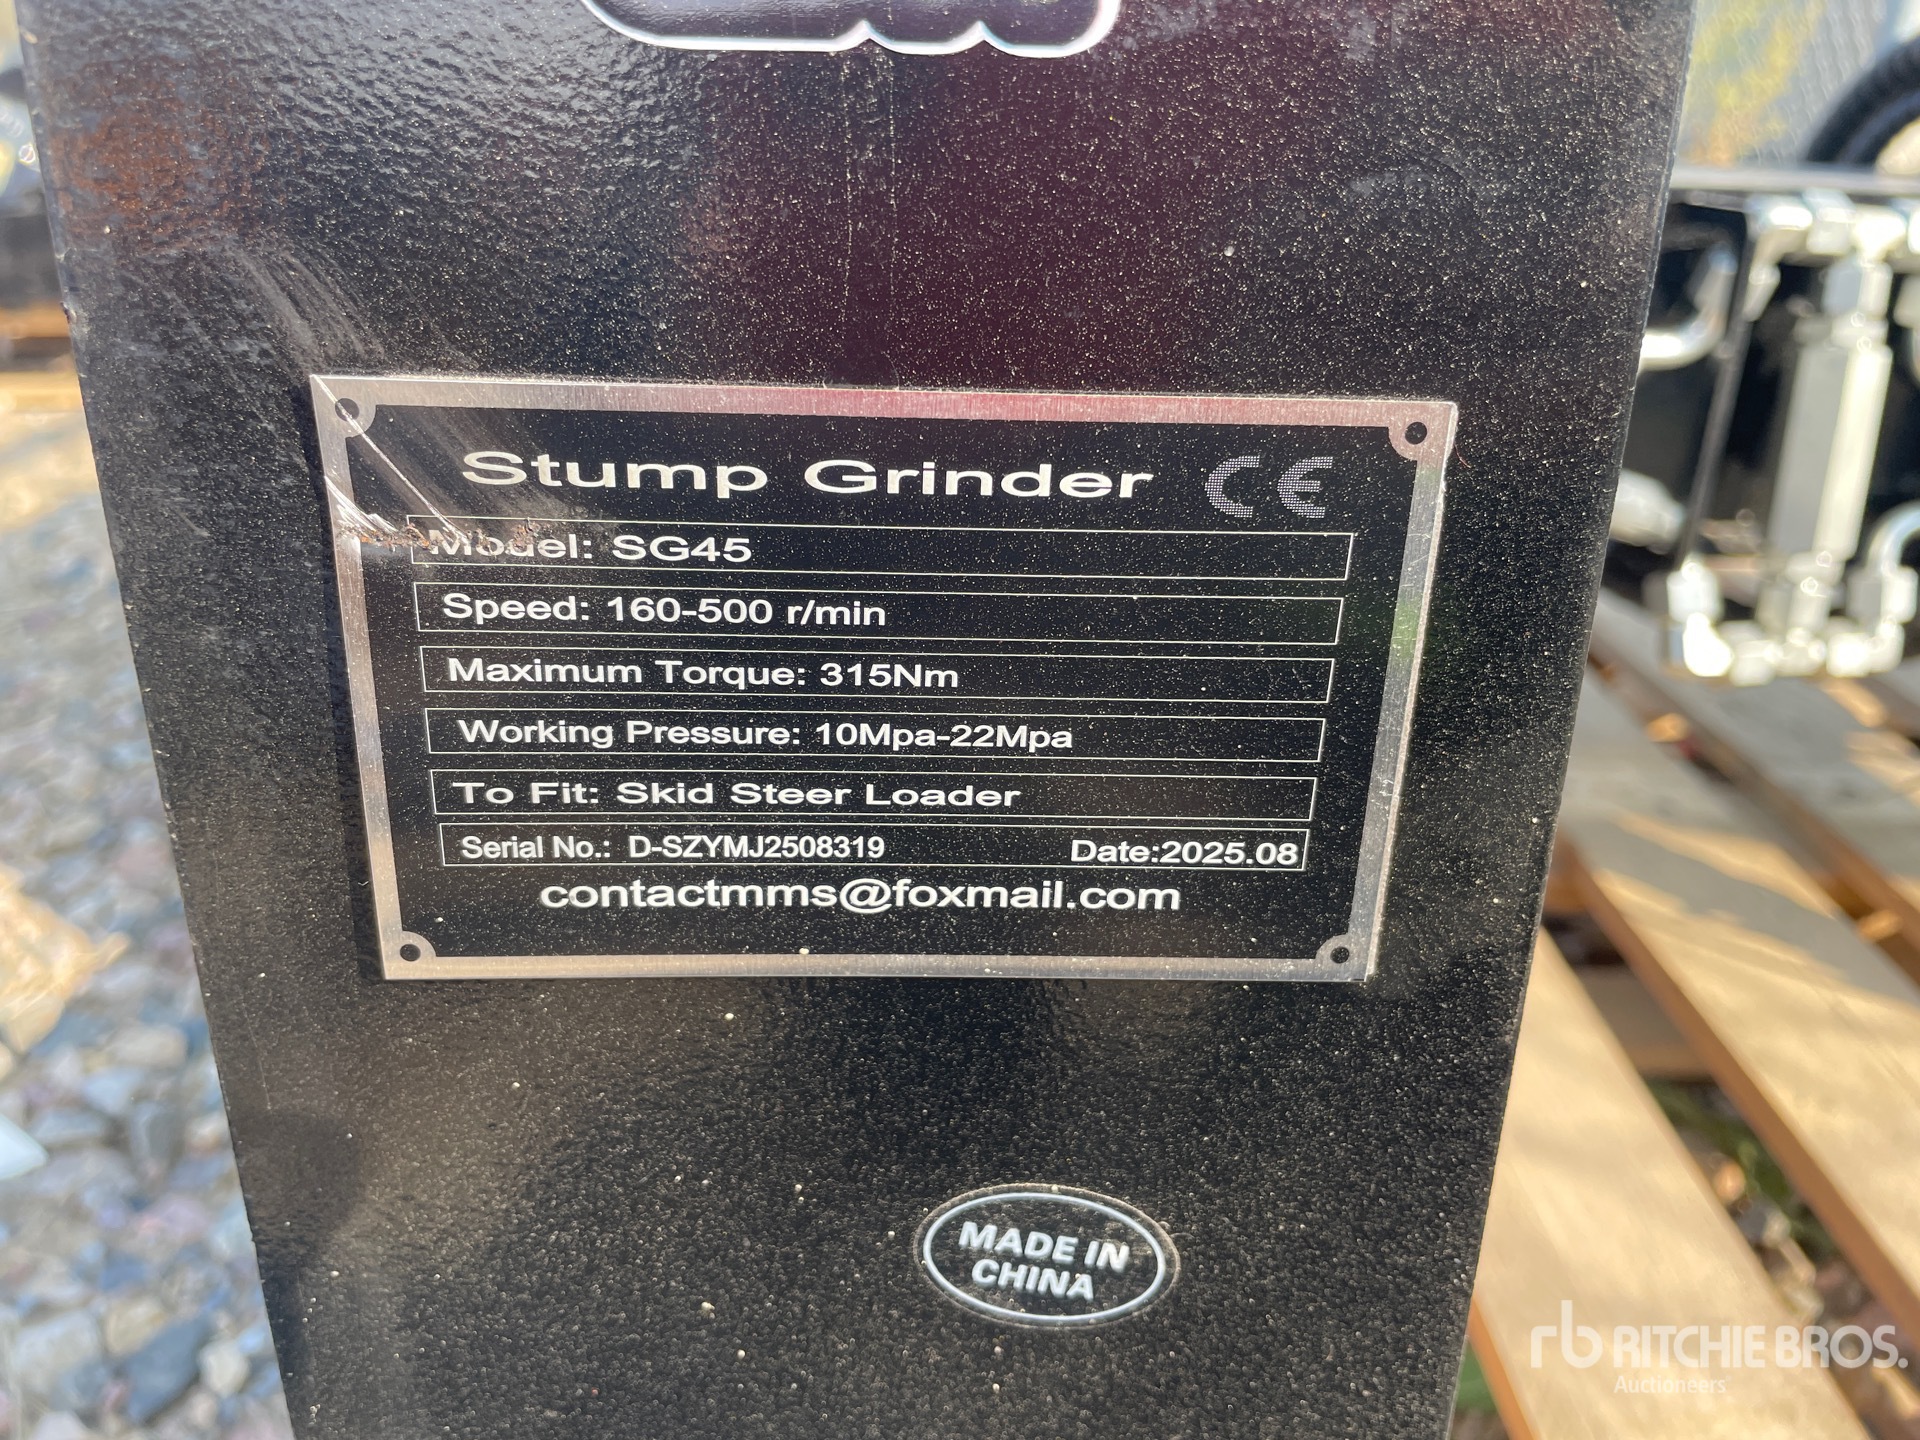 Stump Grinder CE
Model: SG45
Speed: 160-500 r/min
Maximum Torque: 315Nm
Working Pressure: 10Mpa-22Mpa
To Fit: Skid Steer Loader
Serial No.: D-SZYMJ2508319 Date:2025.08
contactmms@foxmail.com
MADE IN
CHINA
rb RITCHIE BROS.
Auctioneers